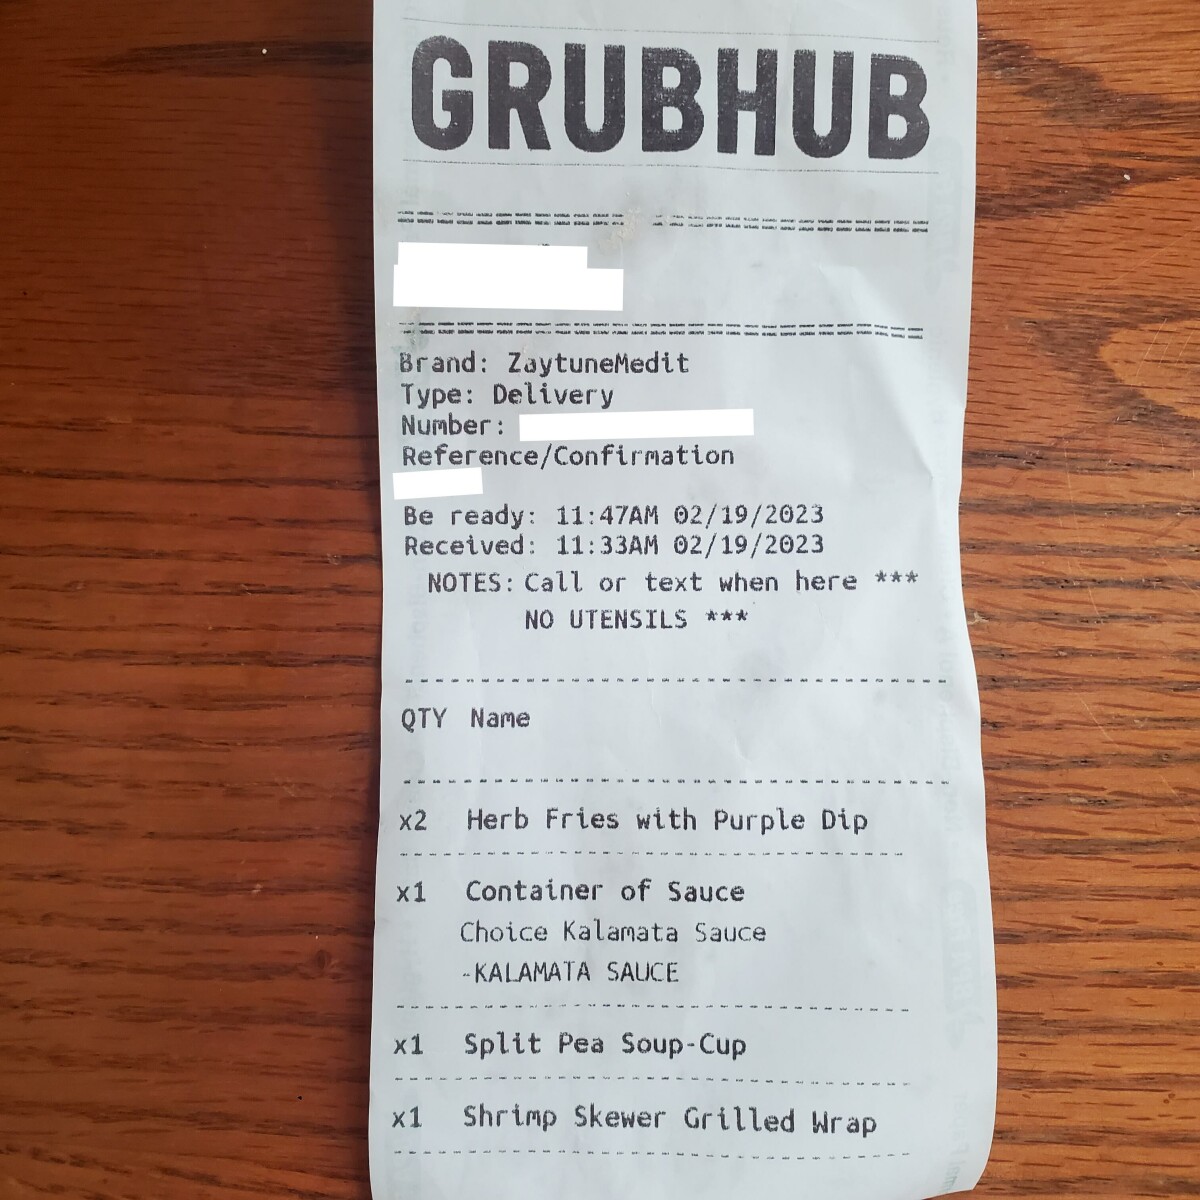 GRUBHUB
Brand: ZaytuneMedit
Type: Delivery
Number:
Reference/Confirmation
Be ready: 11:47AM 02/19/2023
Received: 11:33AM 02/19/2023
NOTES: Call or text when here ***
NO UTENSILS ***
QTY Name
x2 Herb Fries with Purple Dip
x1 Container of Sauce
Choice Kalamata Sauce
-KALAMATA SAUCE
x1 Split Pea Soup-Cup
x1 Shrimp Skewer Grilled Wrap